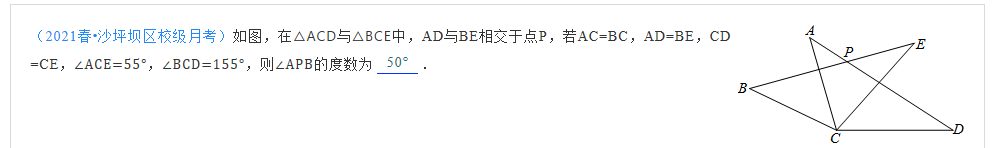 （2021春•沙坪坝区校级月考）如图，在△ACD与△BCE中，AD与BE相交于点P，若AC=BC，AD=BE，CD
=CE，∠ACE=55°，∠BCD=155°，则∠APB的度数为 50° ．
A
P
E
B
C
D